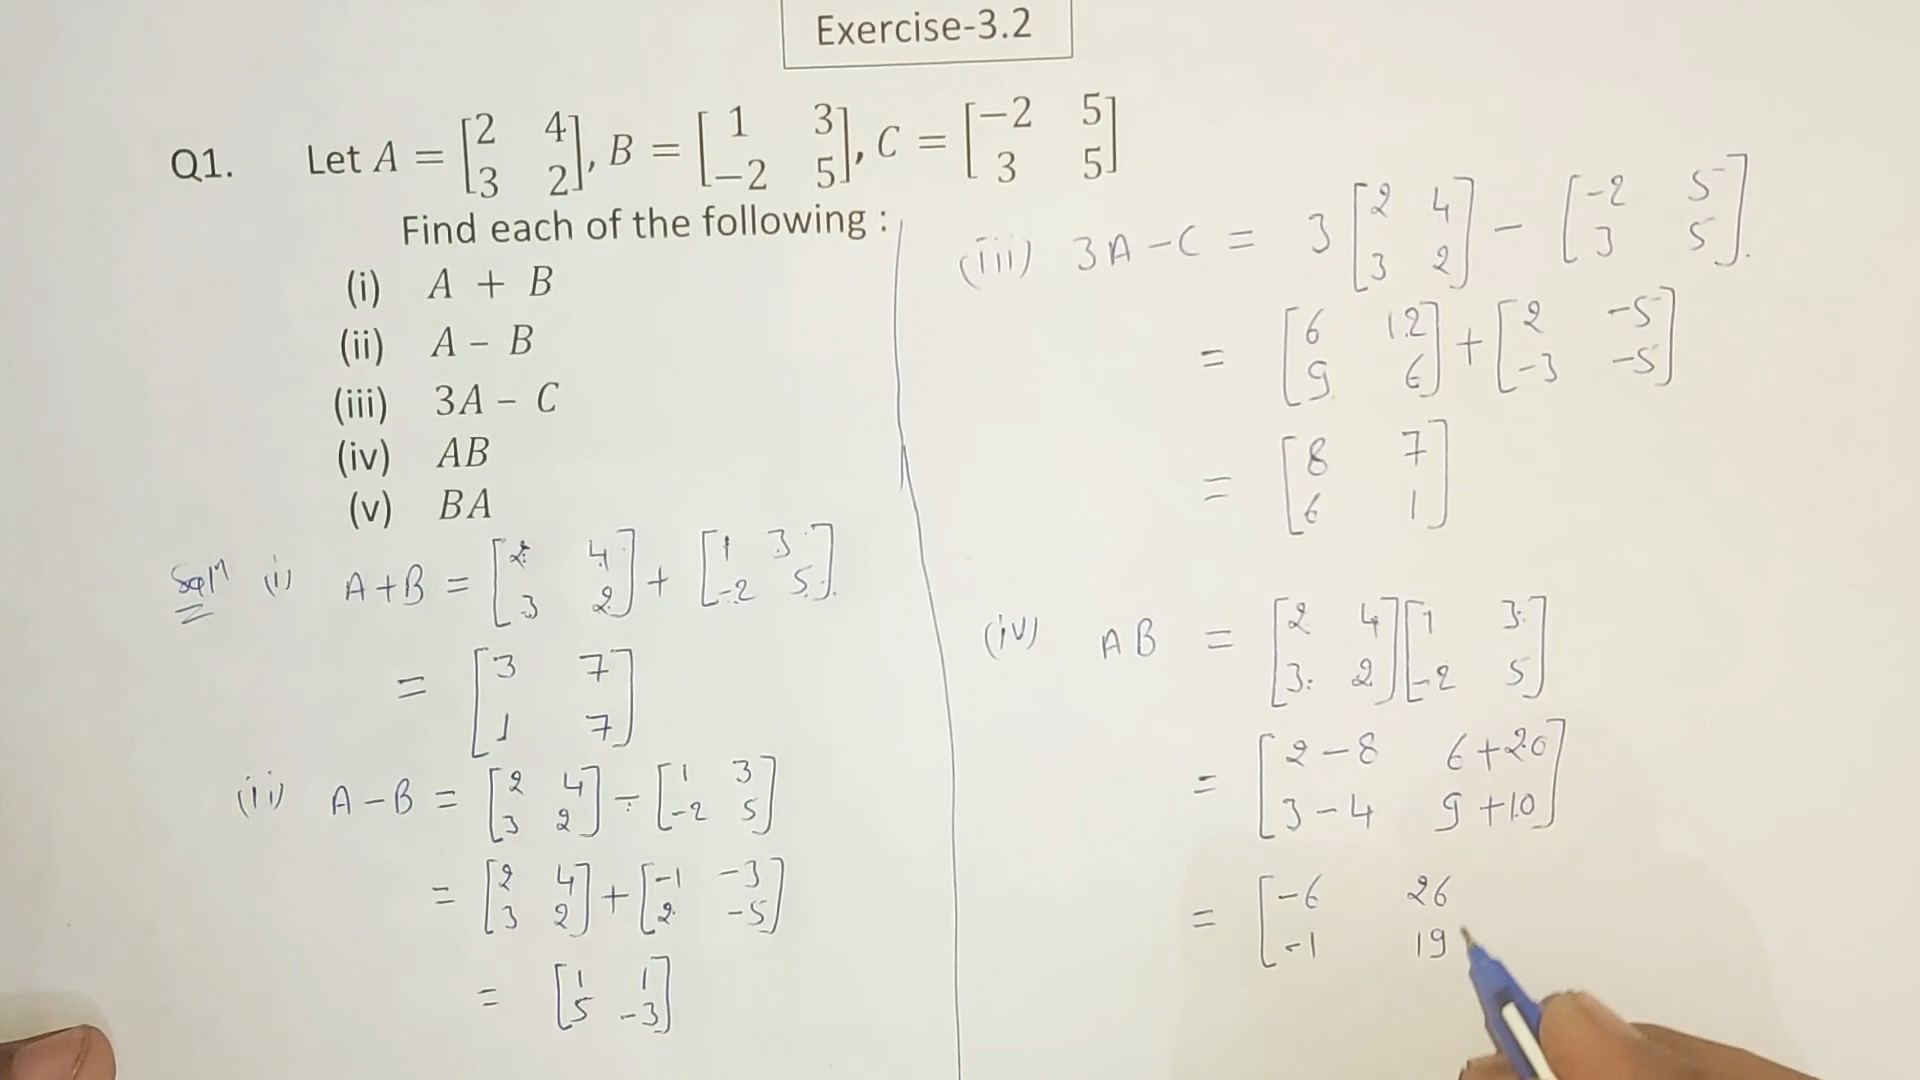 Exercise-3.2
Q1. Let A = [2 4; 3 2], B = [1 3; −2 5], C = [−2 5; 3 5]
Find each of the following :
(i) A + B
(ii) A − B
(iii) 3A − C
(iv) AB
(v) BA
Solⁿ (i) A+B = [2 4; 3 2] + [1 3; -2 5]
= [3 7; 1 7]
(ii) A-B = [2 4; 3 2] - [1 3; -2 5]
= [2 4; 3 2] + [-1 -3; 2 -5]
= [1 1; 5 -3]
(iii) 3A-C = 3 [2 4; 3 2] - [-2 5; 3 5]
= [6 12; 9 6] + [2 -5; -3 -5]
= [8 7; 6 1]
(iv) AB = [2 4; 3 2] [1 3; -2 5]
= [2-8 6+20; 3-4 9+10]
= [-6 26; -1 19